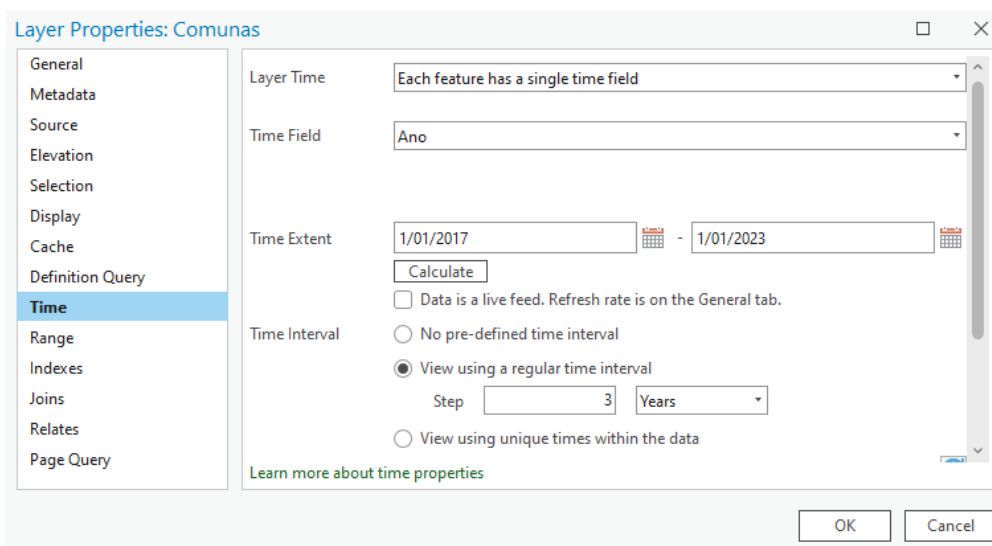 Layer Properties: Comunas
General
Metadata
Source
Elevation
Selection
Display
Cache
Definition Query
Time
Range
Indexes
Joins
Relates
Page Query
Layer Time Each feature has a single time field
Time Field Ano
Time Extent 1/01/2017 - 1/01/2023
Calculate
Data is a live feed. Refresh rate is on the General tab.
Time Interval No pre-defined time interval
View using a regular time interval
Step 3 Years
View using unique times within the data
Learn more about time properties
OK Cancel